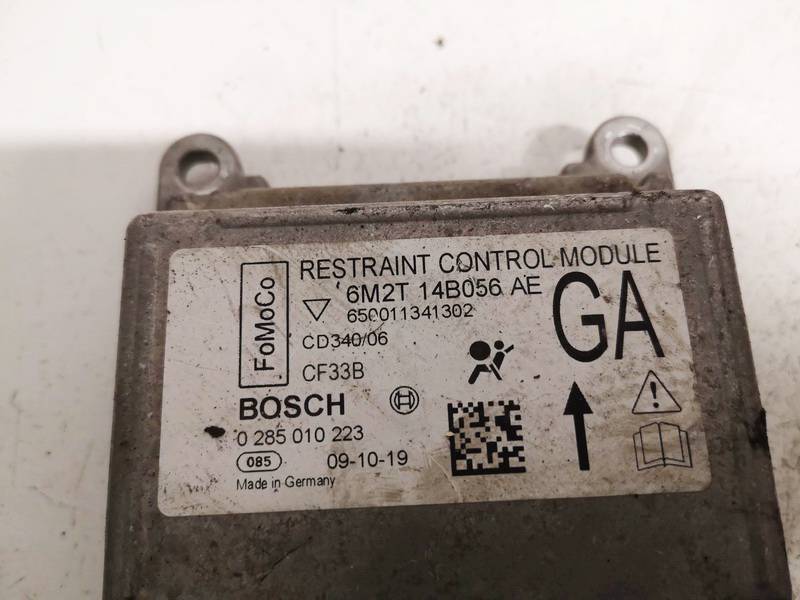 FoMoCo
RESTRAINT CONTROL MODULE
6M2T 14B056 AE
650011341302
GA
CD340/06
CF33B
BOSCH
0 285 010 223
085
09-10-19
Made in Germany